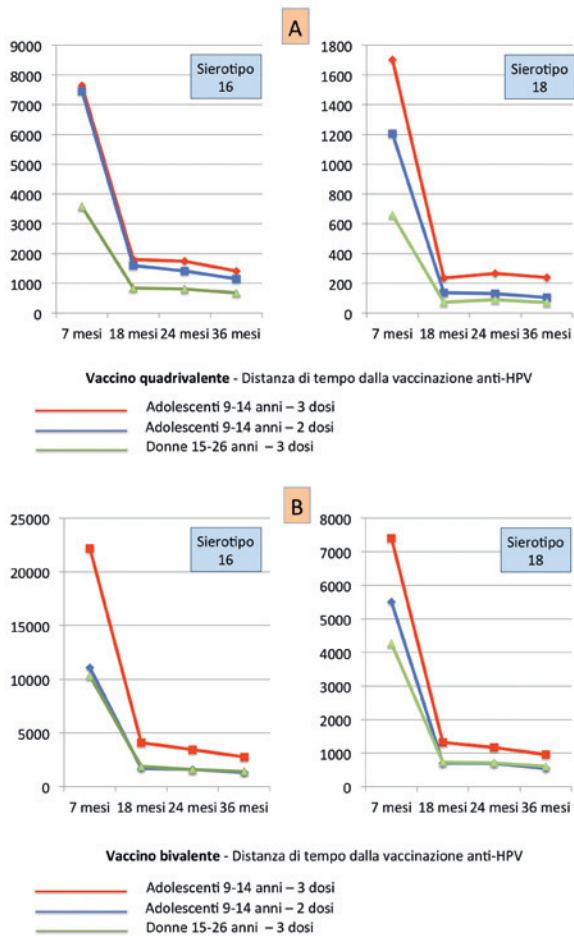 A
9000
8000
7000
6000
5000
4000
3000
2000
1000
0
Sierotipo
16
7 mesi 18 mesi 24 mesi 36 mesi
1800
1600
1400
1200
1000
800
600
400
200
0
Sierotipo
18
7 mesi 18 mesi 24 mesi 36 mesi
Vaccino quadrivalente - Distanza di tempo dalla vaccinazione anti-HPV
Adolescenti 9-14 anni – 3 dosi
Adolescenti 9-14 anni – 2 dosi
Donne 15-26 anni – 3 dosi
B
25000
20000
15000
10000
5000
0
Sierotipo
16
7 mesi 18 mesi 24 mesi 36 mesi
8000
7000
6000
5000
4000
3000
2000
1000
0
Sierotipo
18
7 mesi 18 mesi 24 mesi 36 mesi
Vaccino bivalente - Distanza di tempo dalla vaccinazione anti-HPV
Adolescenti 9-14 anni – 3 dosi
Adolescenti 9-14 anni – 2 dosi
Donne 15-26 anni – 3 dosi